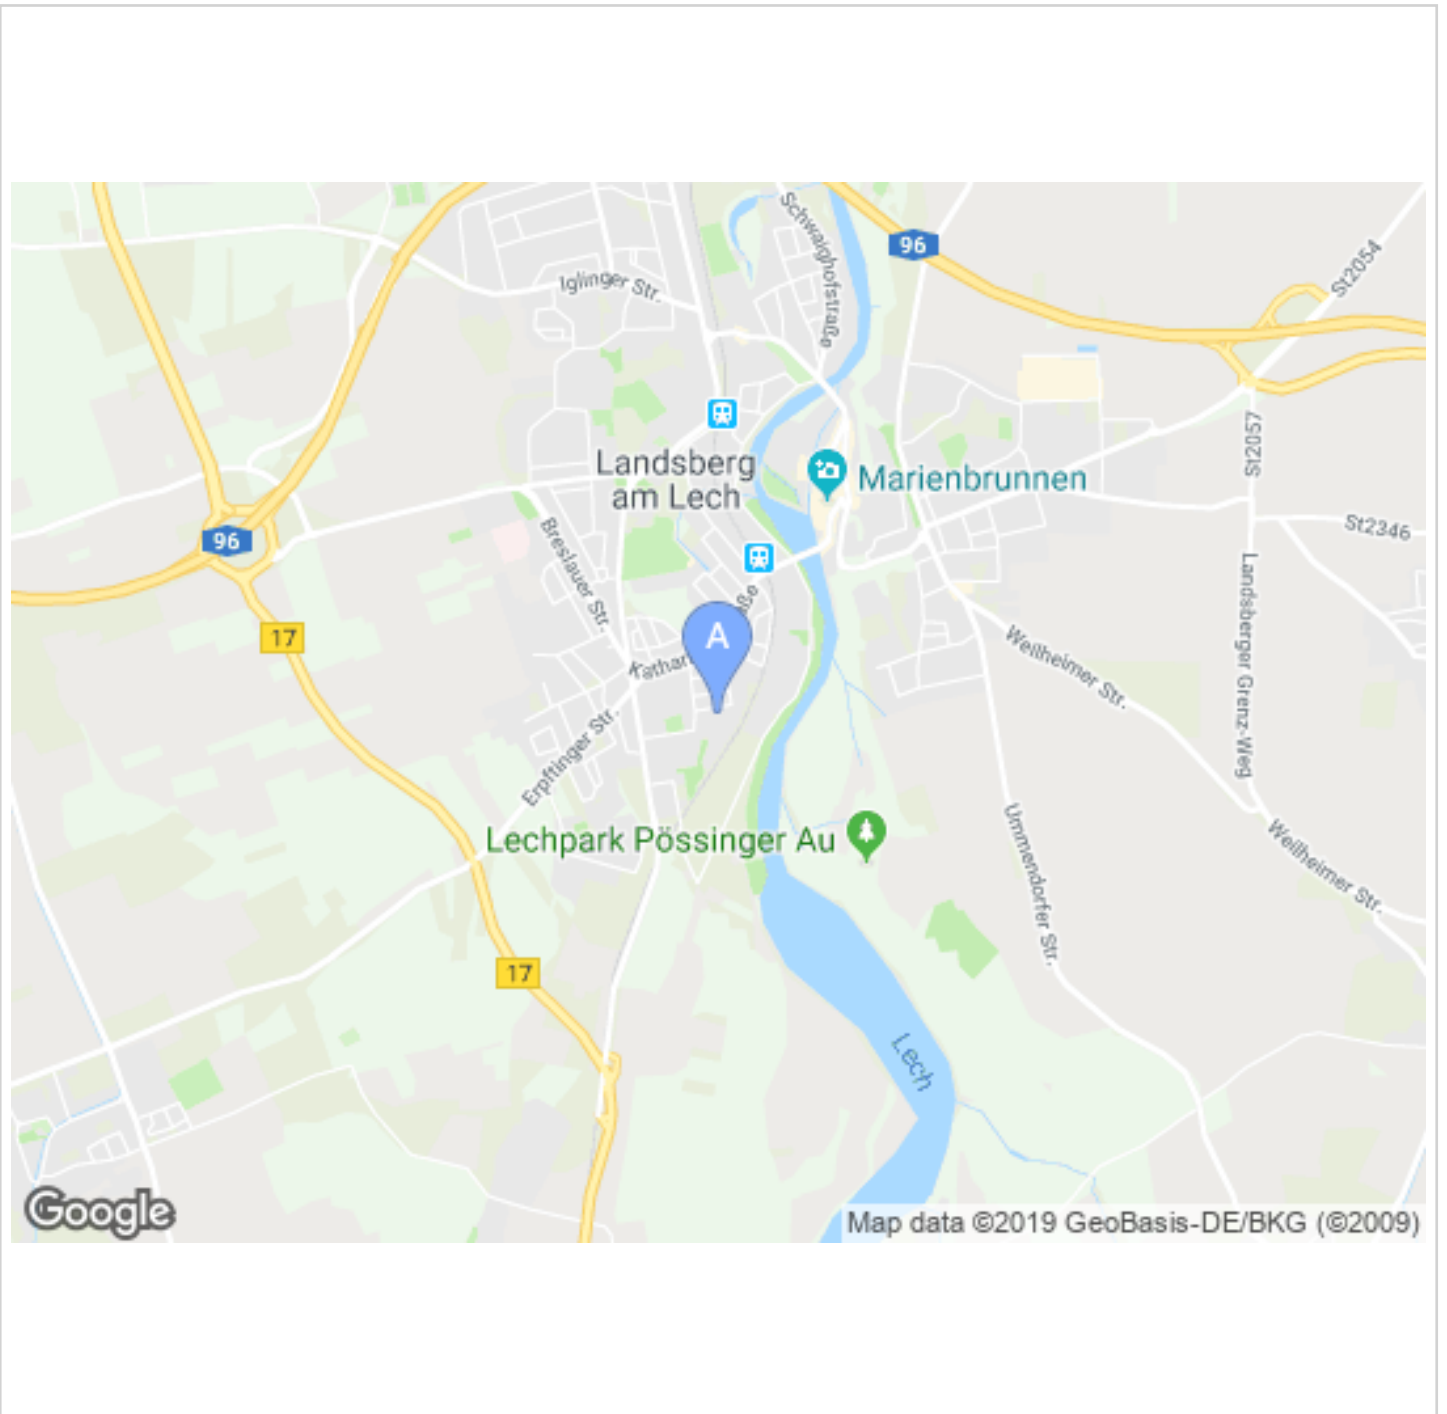 Schwaighofstraße
96
St2054
Iglinger Str.
Landsberg
am Lech
Marienbrunnen
St2057
St2346
96
Breslauer Str.
17
A
Weilheimer Str.
Landsberger Grenz-Weg
Erpftinger Str.
Lechpark Pössinger Au
Ummendorfer Str.
Weilheimer Str.
17
Lech
Google
Map data ©2019 GeoBasis-DE/BKG (©2009)